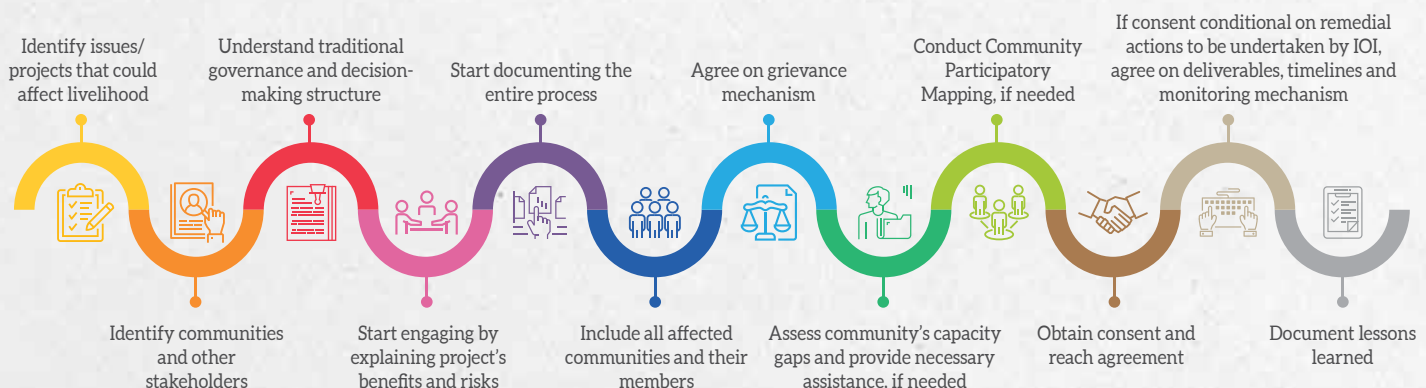 Identify issues/
projects that could
affect livelihood
Identify communities
and other
stakeholders
Understand traditional
governance and decision-
making structure
Start engaging by
explaining project's
benefits and risks
Start documenting the
entire process
Include all affected
communities and their
members
Agree on grievance
mechanism
Assess community's capacity
gaps and provide necessary
assistance, if needed
Conduct Community
Participatory
Mapping, if needed
Obtain consent and
reach agreement
If consent conditional on remedial
actions to be undertaken by IOI,
agree on deliverables, timelines and
monitoring mechanism
Document lessons
learned